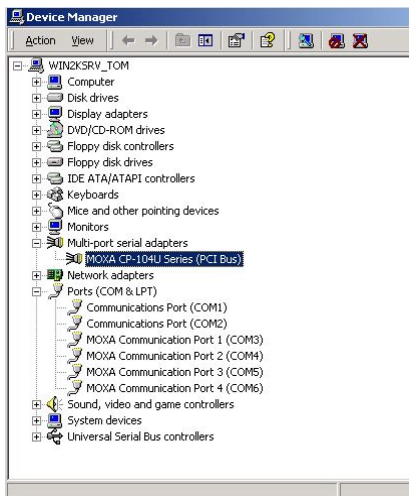 Device Manager
Action View
WIN2KSRV_TOM
Computer
Disk drives
Display adapters
DVD/CD-ROM drives
Floppy disk controllers
Floppy disk drives
IDE ATA/ATAPI controllers
Keyboards
Mice and other pointing devices
Monitors
Multi-port serial adapters
MOXA CP-104U Series (PCI Bus)
Network adapters
Ports (COM & LPT)
Communications Port (COM1)
Communications Port (COM2)
MOXA Communication Port 1 (COM3)
MOXA Communication Port 2 (COM4)
MOXA Communication Port 3 (COM5)
MOXA Communication Port 4 (COM6)
Sound, video and game controllers
System devices
Universal Serial Bus controllers